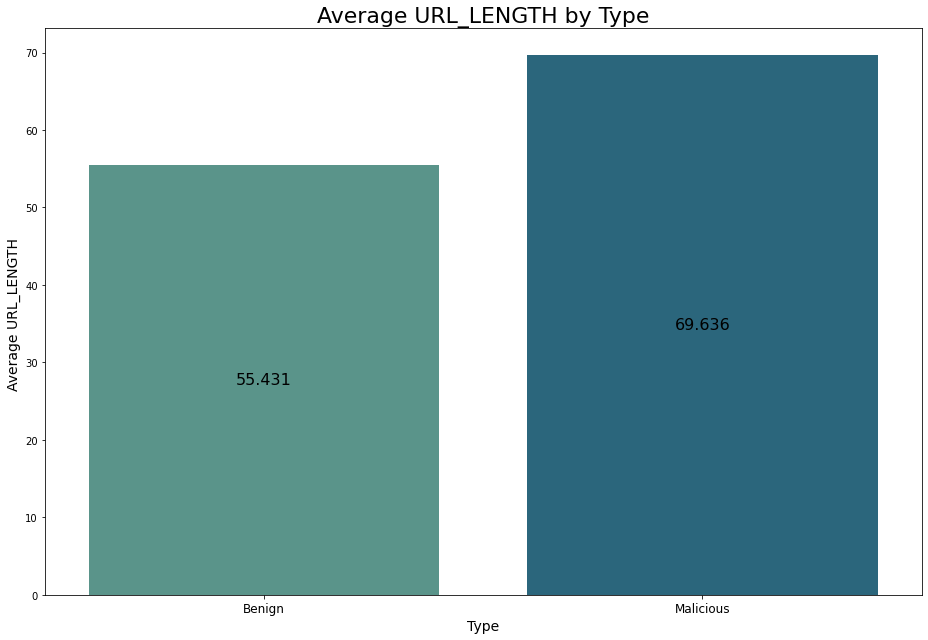 Average URL_LENGTH by Type
Average URL_LENGTH
70
60
50
40
30
20
10
0
55.431
69.636
Benign
Malicious
Type